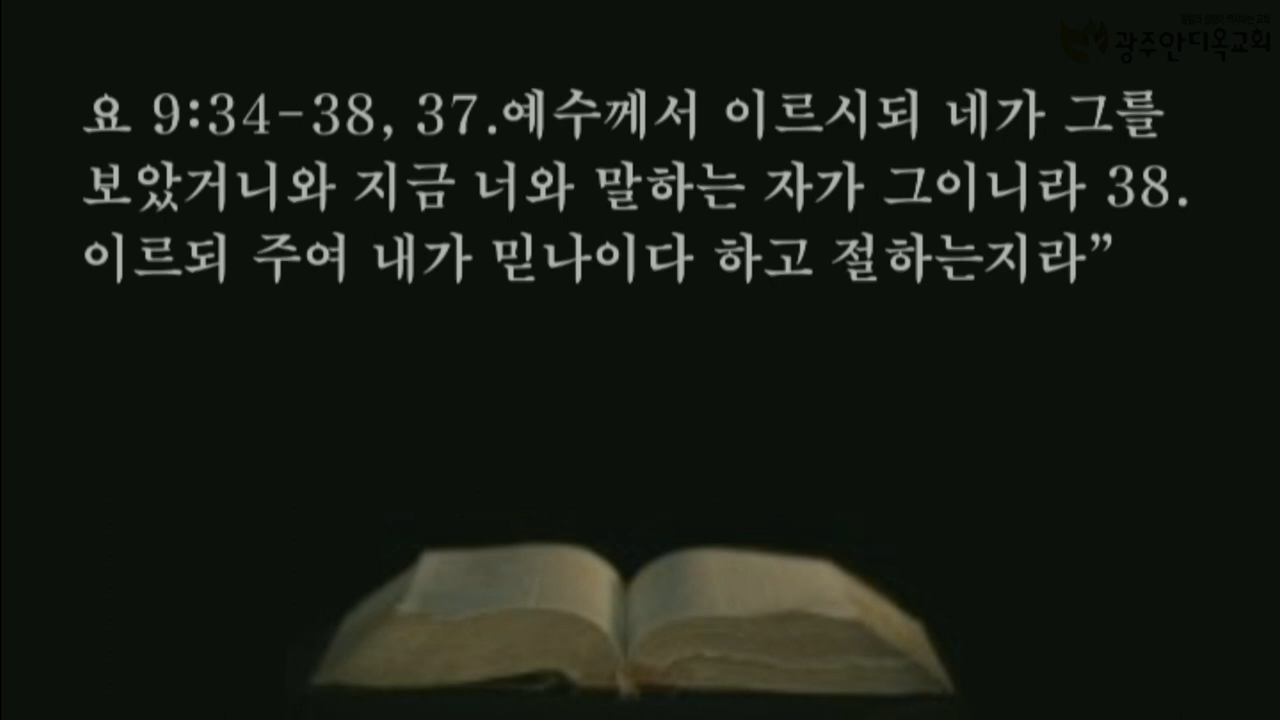 광주안디옥교회
요 9:34-38, 37.예수께서 이르시되 네가 그를
보았거니와 지금 너와 말하는 자가 그이니라 38.
이르되 주여 내가 믿나이다 하고 절하는지라”